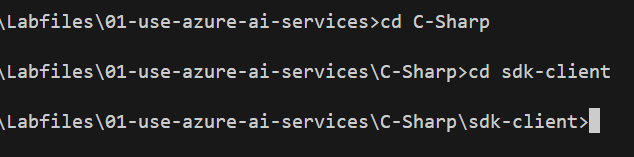 \Labfiles\01-use-azure-ai-services>cd C-Sharp
\Labfiles\01-use-azure-ai-services\C-Sharp>cd sdk-client
\Labfiles\01-use-azure-ai-services\C-Sharp\sdk-client>